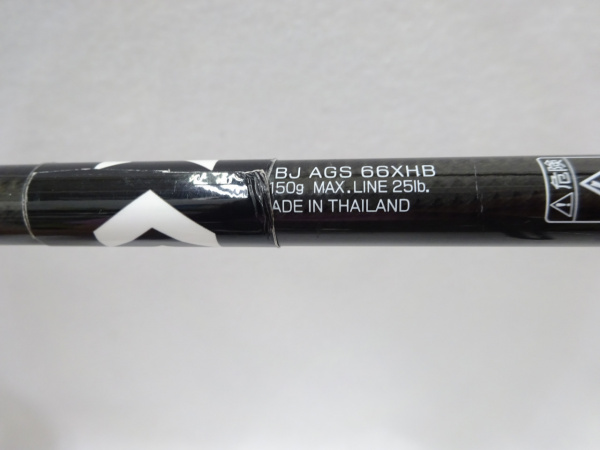 BJ AGS 66XHB
150g MAX.LINE 25lb.
ADE IN THAILAND
危険